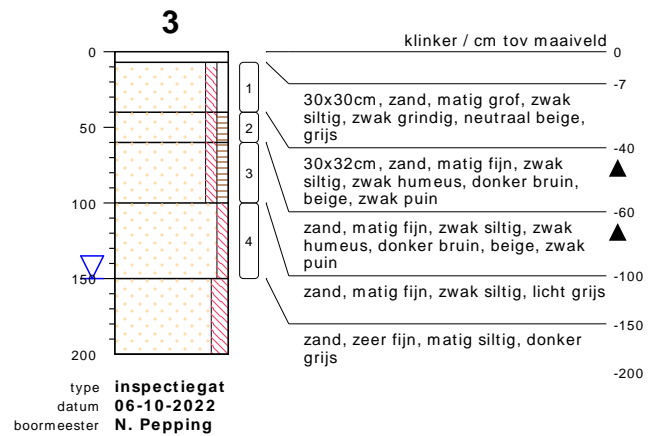 3
klinker / cm tov maaiveld
0
0
-7
1
30x30cm, zand, matig grof, zwak
siltig, zwak grindig, neutraal beige,
grijs
-40
50
2
30x32cm, zand, matig fijn, zwak
siltig, zwak humeus, donker bruin,
beige, zwak puin
-60
3
zand, matig fijn, zwak siltig, zwak
humeus, donker bruin, beige, zwak
puin
-100
100
4
zand, matig fijn, zwak siltig, licht grijs
-150
150
zand, zeer fijn, matig siltig, donker
grijs
-200
200
type inspectiegat
datum 06-10-2022
boormeester N. Pepping